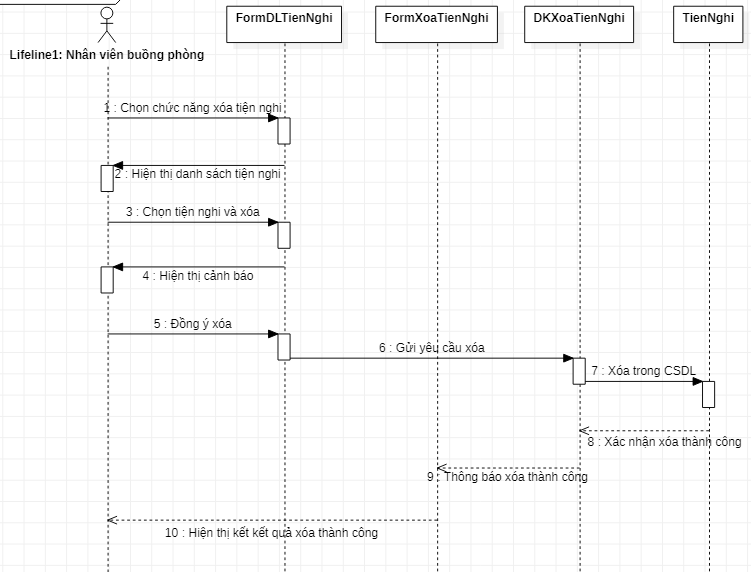 FormDLTienNghi
FormXoaTienNghi
DKXoaTienNghi
TienNghi
Lifeline1: Nhân viên buồng phòng
1 : Chọn chức năng xóa tiện nghi
2 : Hiện thị danh sách tiện nghi
3 : Chọn tiện nghi và xóa
4 : Hiện thị cảnh báo
5 : Đồng ý xóa
6 : Gửi yêu cầu xóa
7 : Xóa trong CSDL
8 : Xác nhận xóa thành công
9 : Thông báo xóa thành công
10 : Hiện thị kết kết quả xóa thành công